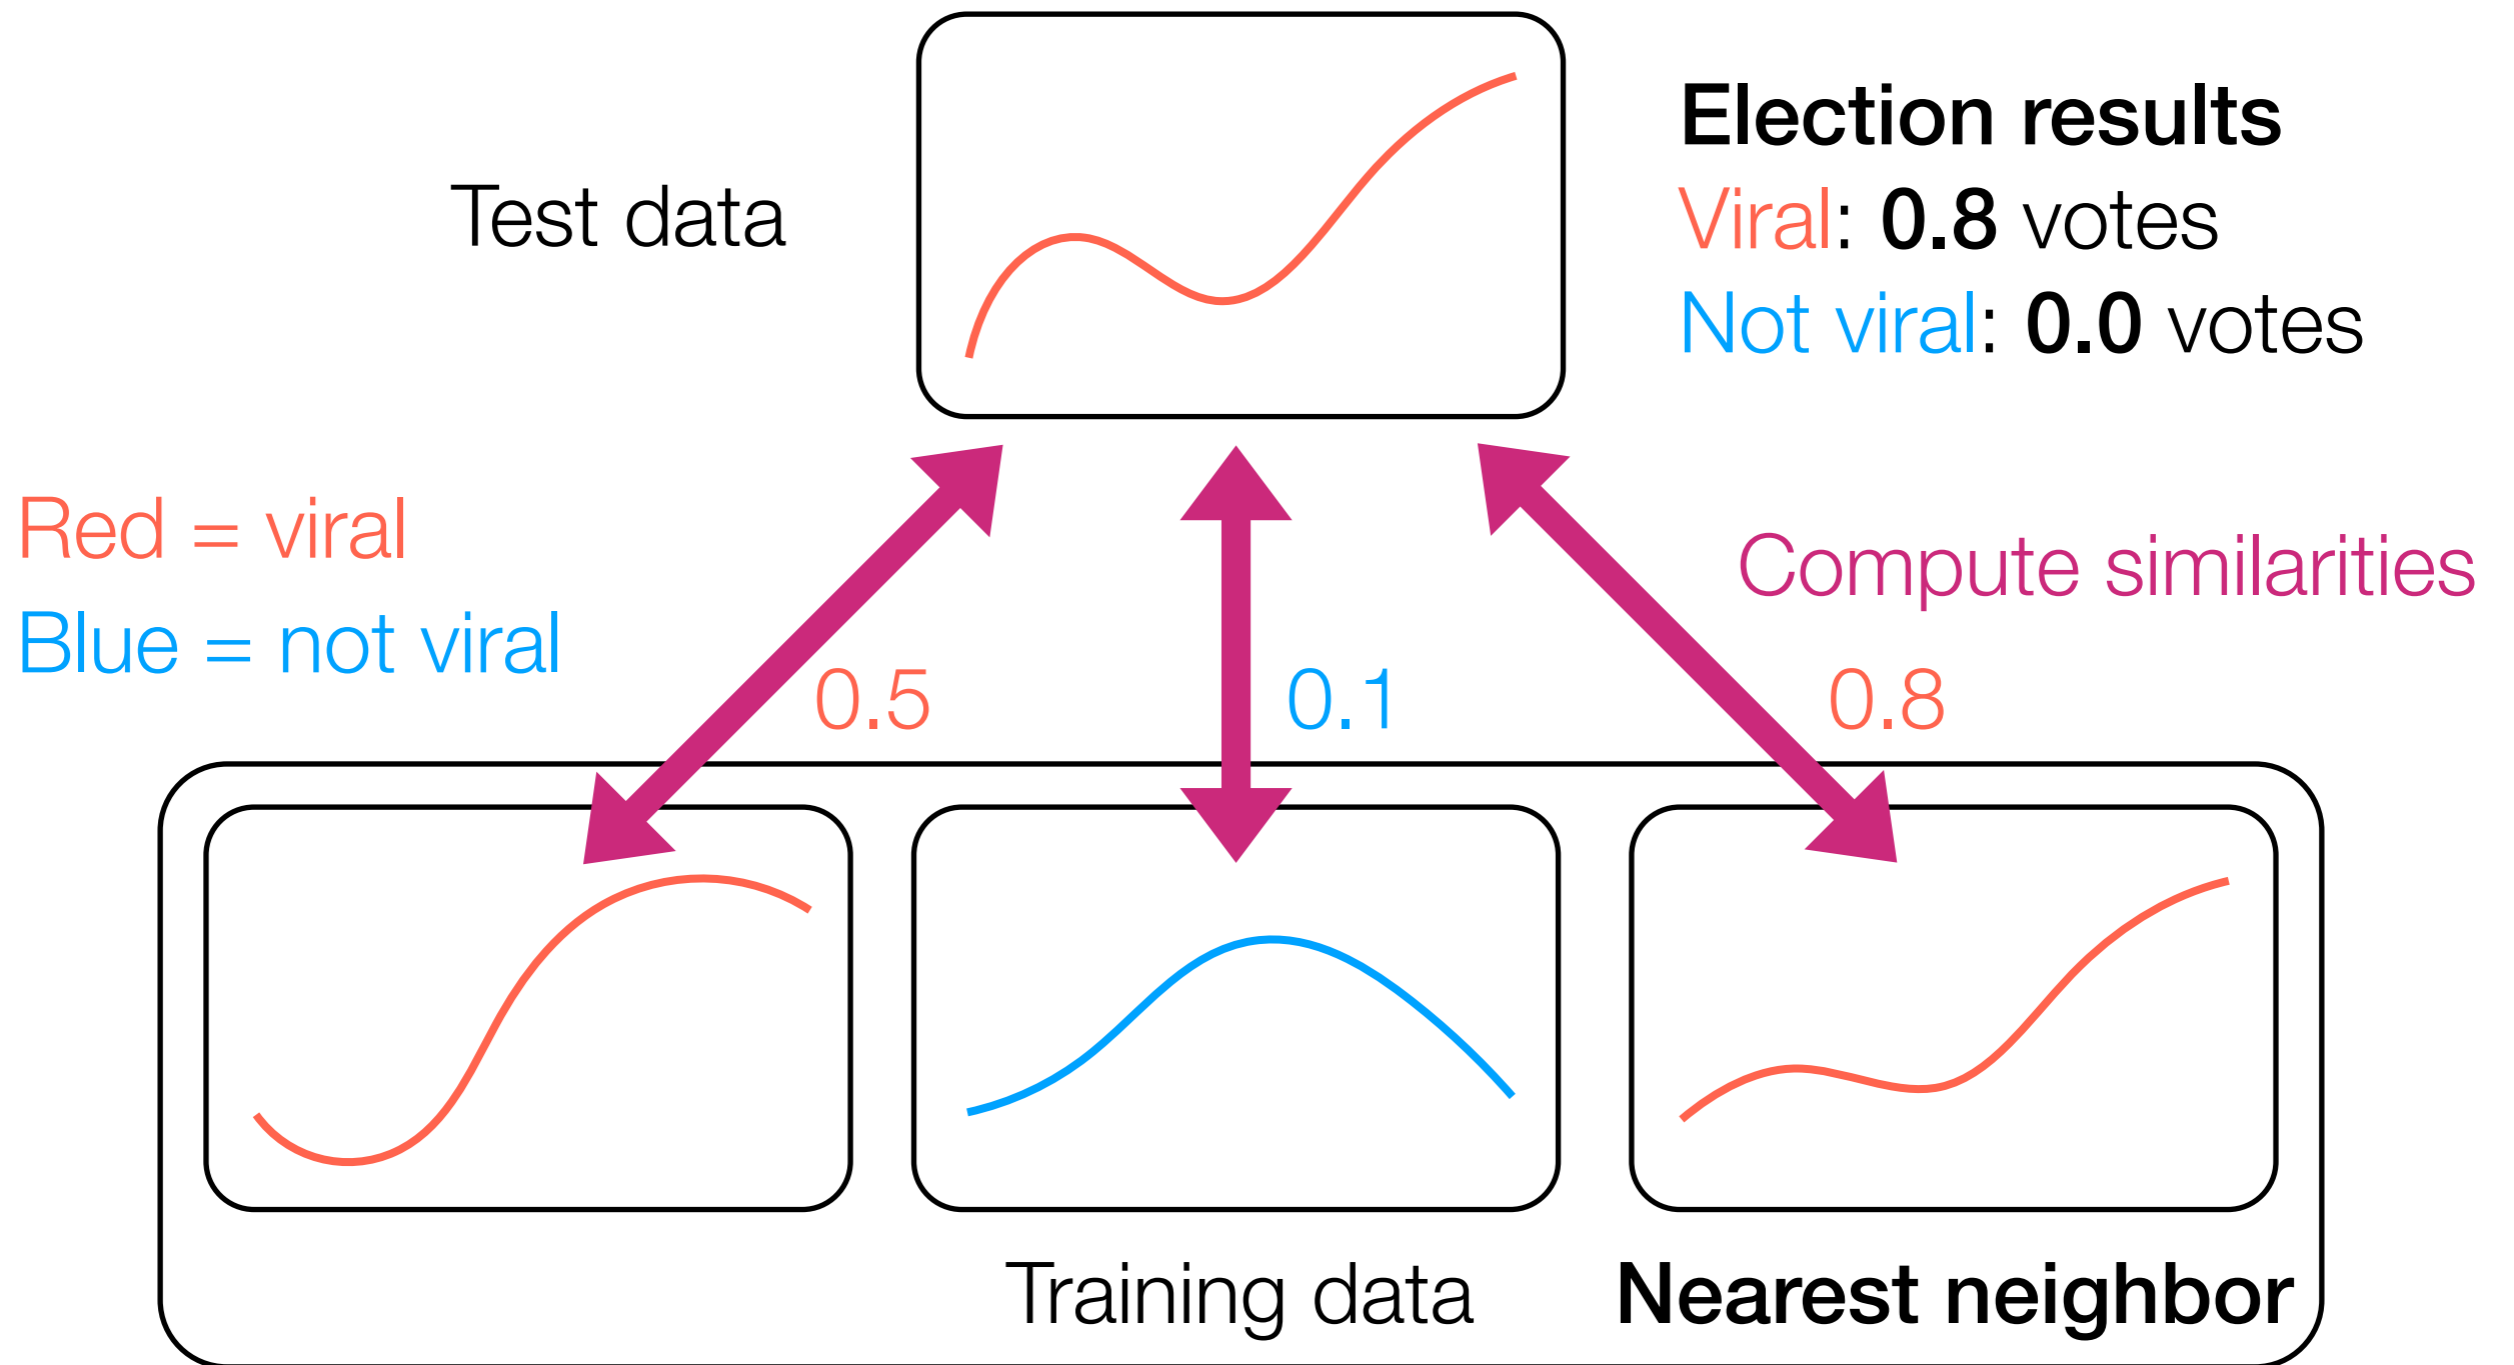 Test data
Election results
Viral: 0.8 votes
Not viral: 0.0 votes
Red = viral
Blue = not viral
Compute similarities
0.5
0.1
0.8
Training data
Nearest neighbor